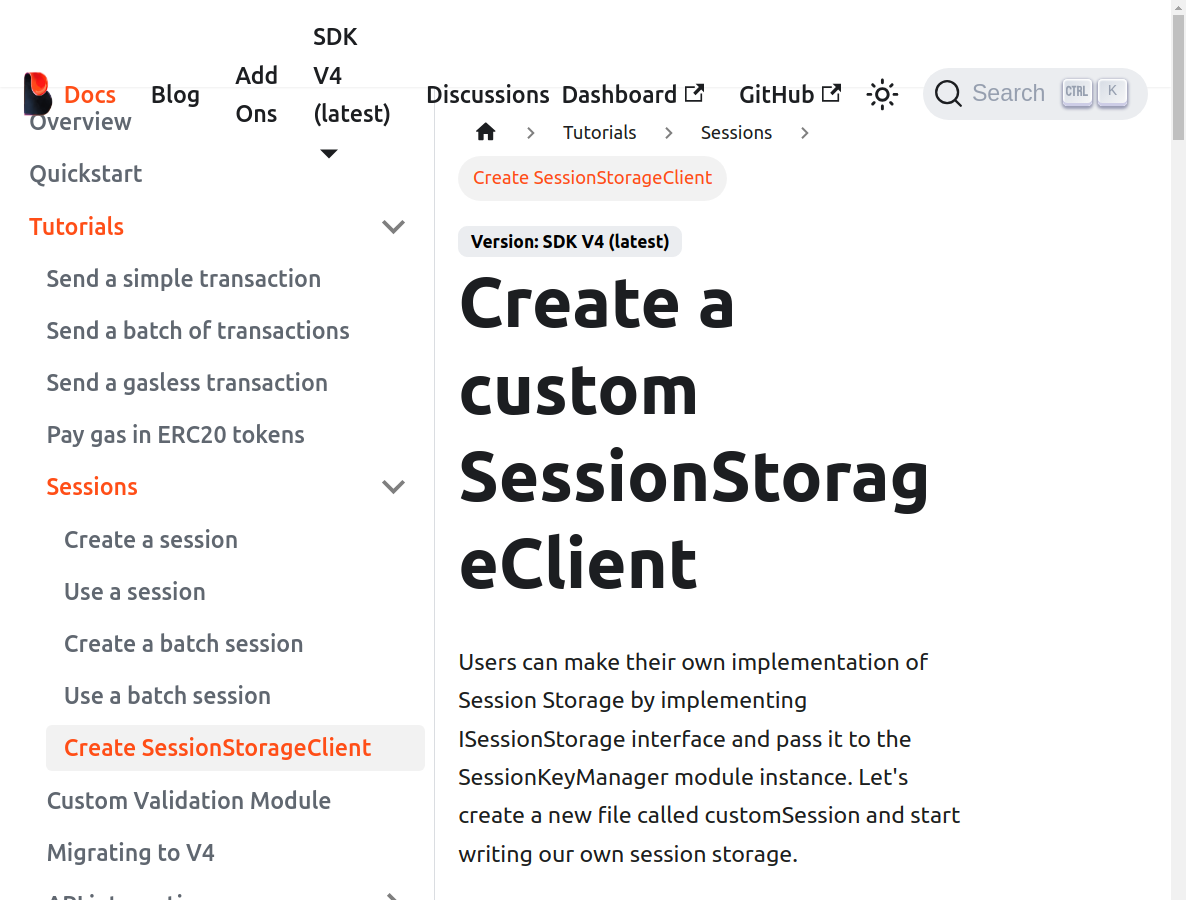 Docs
Blog
Add
Ons
SDK
V4
(latest)
Discussions
Dashboard
GitHub
Search
CTRL
K
Overview
Quickstart
Tutorials
Send a simple transaction
Send a batch of transactions
Send a gasless transaction
Pay gas in ERC20 tokens
Sessions
Create a session
Use a session
Create a batch session
Use a batch session
Create SessionStorageClient
Custom Validation Module
Migrating to V4
Tutorials
Sessions
Create SessionStorageClient
Version: SDK V4 (latest)
Create a
custom
SessionStorag
eClient
Users can make their own implementation of
Session Storage by implementing
ISessionStorage interface and pass it to the
SessionKeyManager module instance. Let's
create a new file called customSession and start
writing our own session storage.